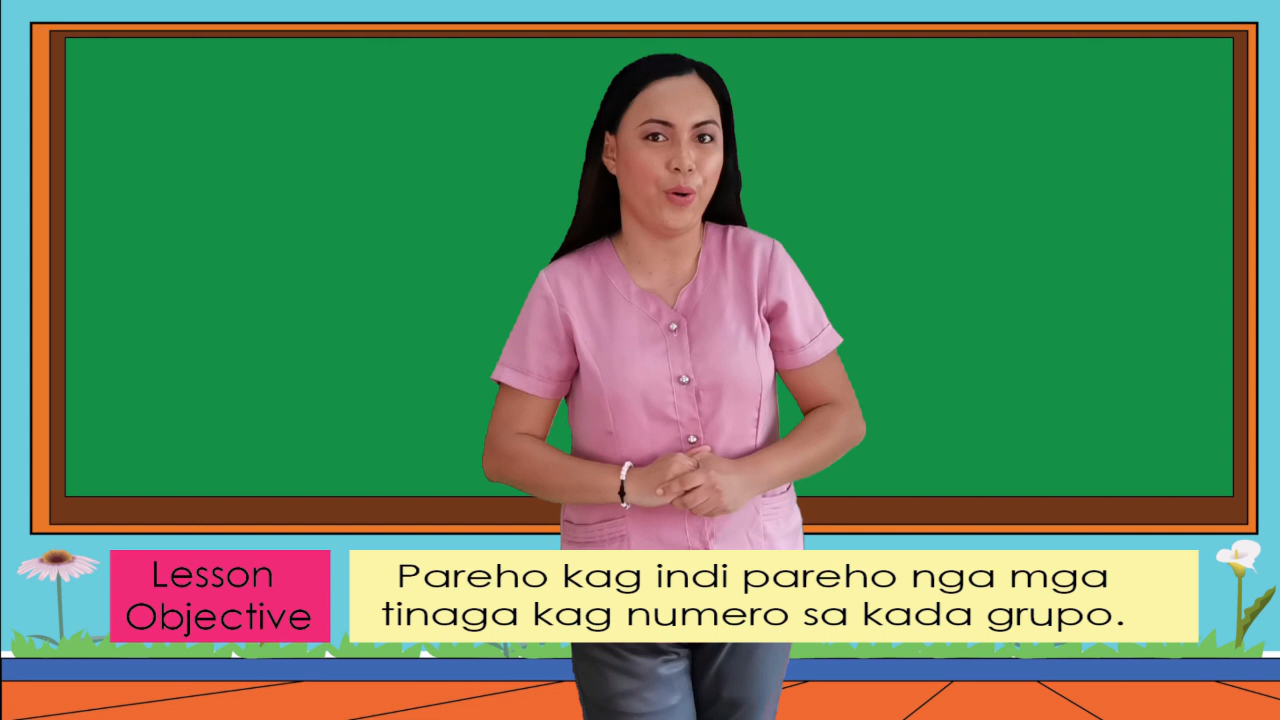 Lesson
Objective
Pareho kag indi pareho nga mga
tinaga kag numero sa kada grupo.